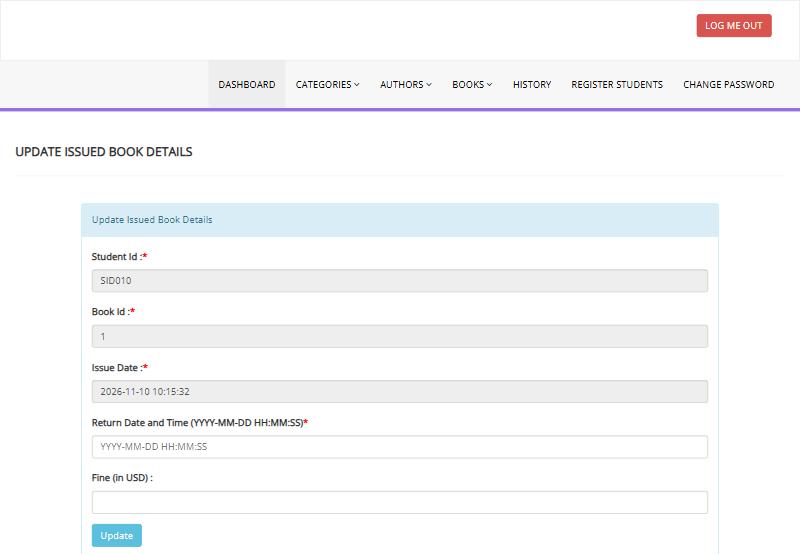 LOG ME OUT
DASHBOARD CATEGORIES AUTHORS BOOKS HISTORY REGISTER STUDENTS CHANGE PASSWORD
UPDATE ISSUED BOOK DETAILS
Update Issued Book Details
Student Id :*
SID010
Book Id :*
1
Issue Date :*
2026-11-10 10:15:32
Return Date and Time (YYYY-MM-DD HH:MM:SS)*
YYYY-MM-DD HH:MM:SS
Fine (in USD) :
Update